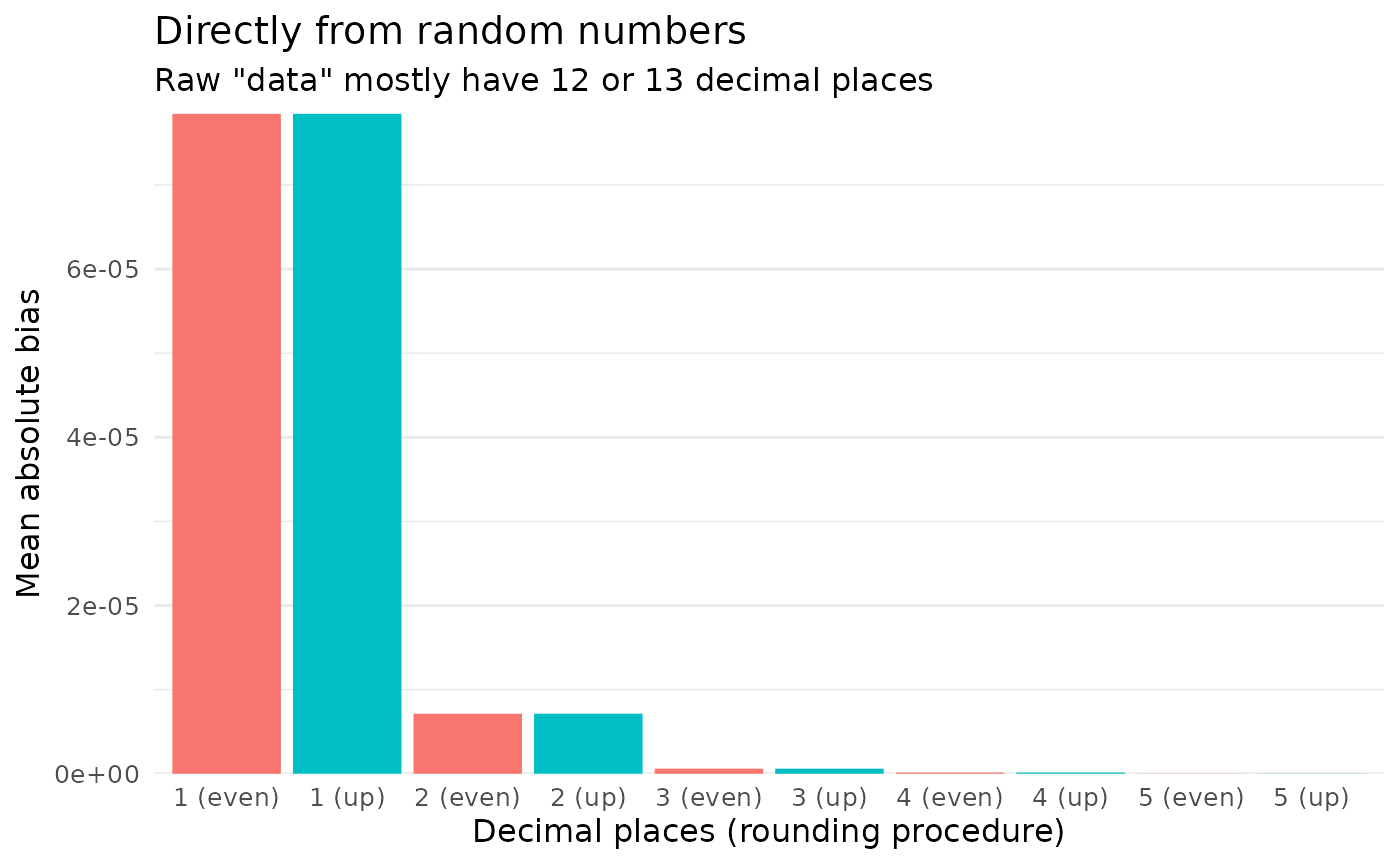 Directly from random numbers
Raw "data" mostly have 12 or 13 decimal places
Mean absolute bias
6e-05
4e-05
2e-05
0e+00
1 (even) 1 (up) 2 (even) 2 (up) 3 (even) 3 (up) 4 (even) 4 (up) 5 (even) 5 (up)
Decimal places (rounding procedure)